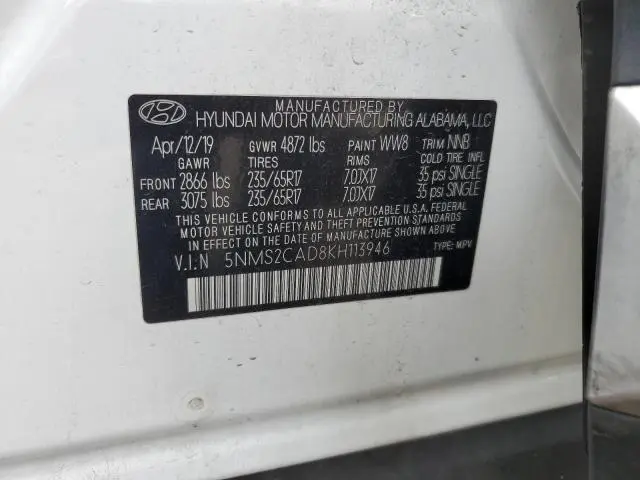 MANUFACTURED BY
HYUNDAI MOTOR MANUFACTURING ALABAMA, LLC
Apr/12/19 GVWR 4872 lbs PAINT WW8 TRIM NNB
GAWR TIRES RIMS COLD TIRE INFL
FRONT 2866 lbs 235/65R17 7.0JX17 35 psi SINGLE
REAR 3075 lbs 235/65R17 7.0JX17 35 psi SINGLE
THIS VEHICLE CONFORMS TO ALL APPLICABLE U.S.A. FEDERAL
MOTOR VEHICLE SAFETY AND THEFT PREVENTION STANDARDS
IN EFFECT ON THE DATE OF MANUFACTURE SHOWN ABOVE.
V.I.N 5NMS2CAD8KH113946 TYPE: MPV